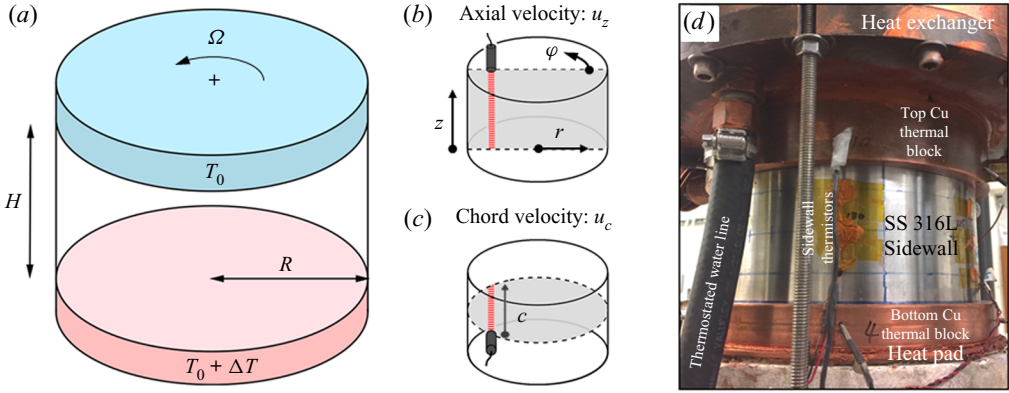 (a)
Ω
+
T0
H
R
T0 + ΔT
(b) Axial velocity: uz
φ
z
r
(c) Chord velocity: uc
c
(d)
Heat exchanger
Top Cu
thermal
block
Thermostated water line
Sidewall
thermistors
SS 316L
Sidewall
Bottom Cu
thermal block
Heat pad